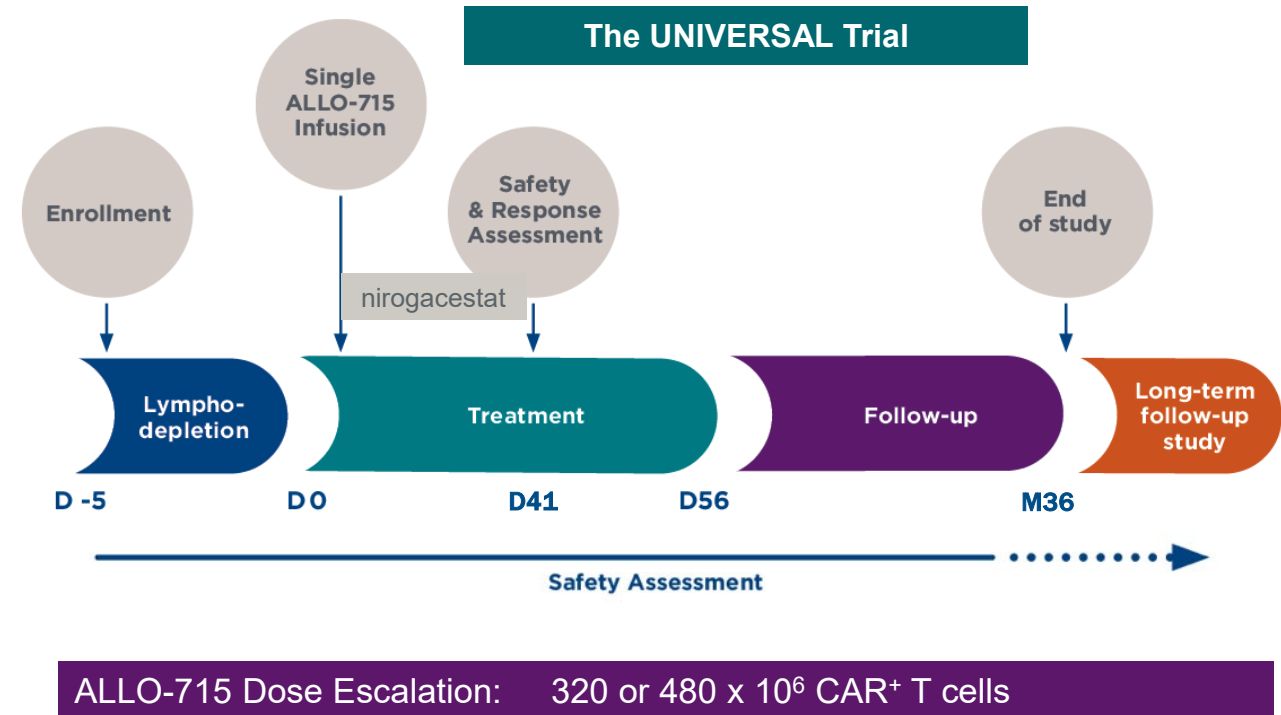 The UNIVERSAL Trial
Single
ALLO-715
Infusion
Enrollment
Safety
& Response
Assessment
End
of study
nirogacestat
Lympho-
depletion
Treatment
Follow-up
Long-term
follow-up
study
D -5
D 0
D41
D56
M36
Safety Assessment
ALLO-715 Dose Escalation: 320 or 480 x 10⁶ CAR⁺ T cells